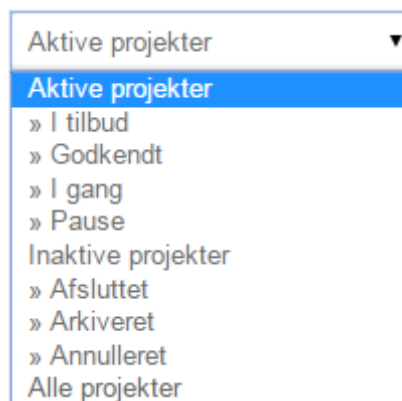 Aktive projekter
Aktive projekter
» I tilbud
» Godkendt
» I gang
» Pause
Inaktive projekter
» Afsluttet
» Arkiveret
» Annulleret
Alle projekter